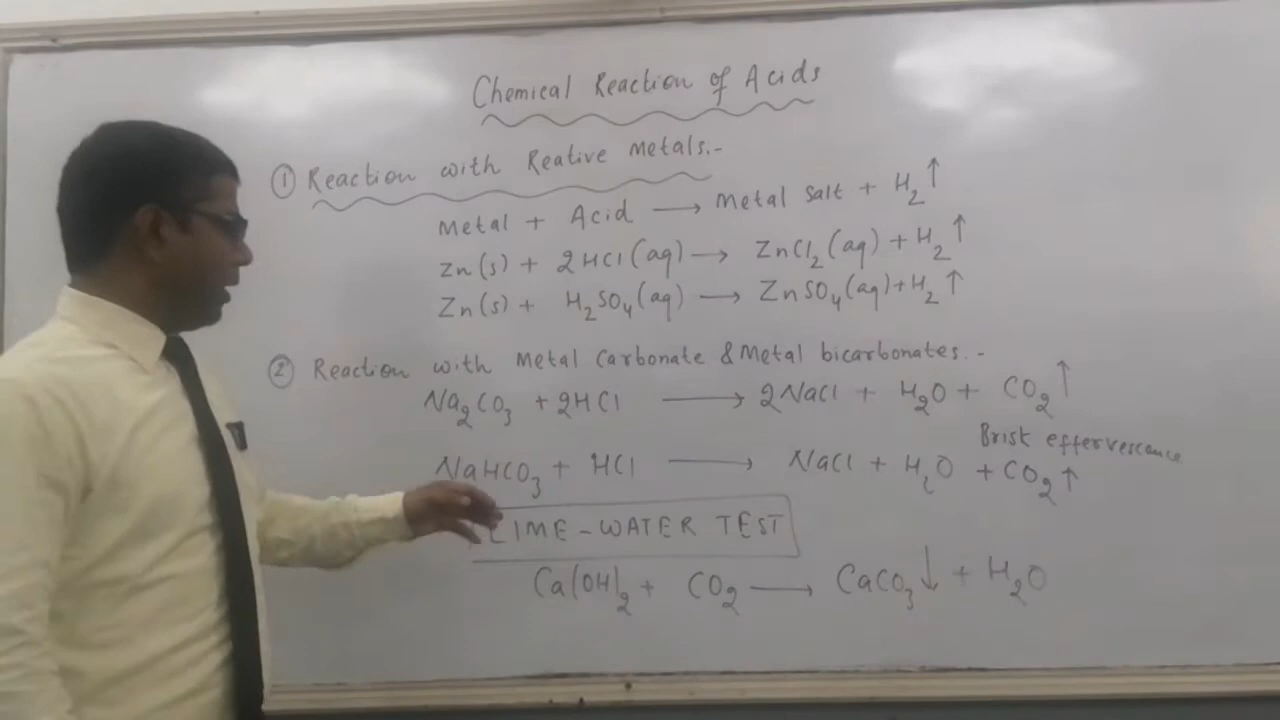 Chemical Reaction of Acids
① Reaction with Reative Metals.-
Metal + Acid ⟶ Metal Salt + H₂↑
Zn(s) + 2HCl(aq) ⟶ ZnCl₂(aq) + H₂↑
Zn(s) + H₂SO₄(aq) ⟶ ZnSO₄(aq) + H₂↑
② Reaction with Metal Carbonate & Metal bicarbonates.-
Na₂CO₃ + 2HCl ⟶ 2NaCl + H₂O + CO₂↑
Brisk effervescance
NaHCO₃ + HCl ⟶ NaCl + H₂O + CO₂↑
LIME-WATER TEST
Ca(OH)₂ + CO₂ ⟶ CaCO₃↓ + H₂O